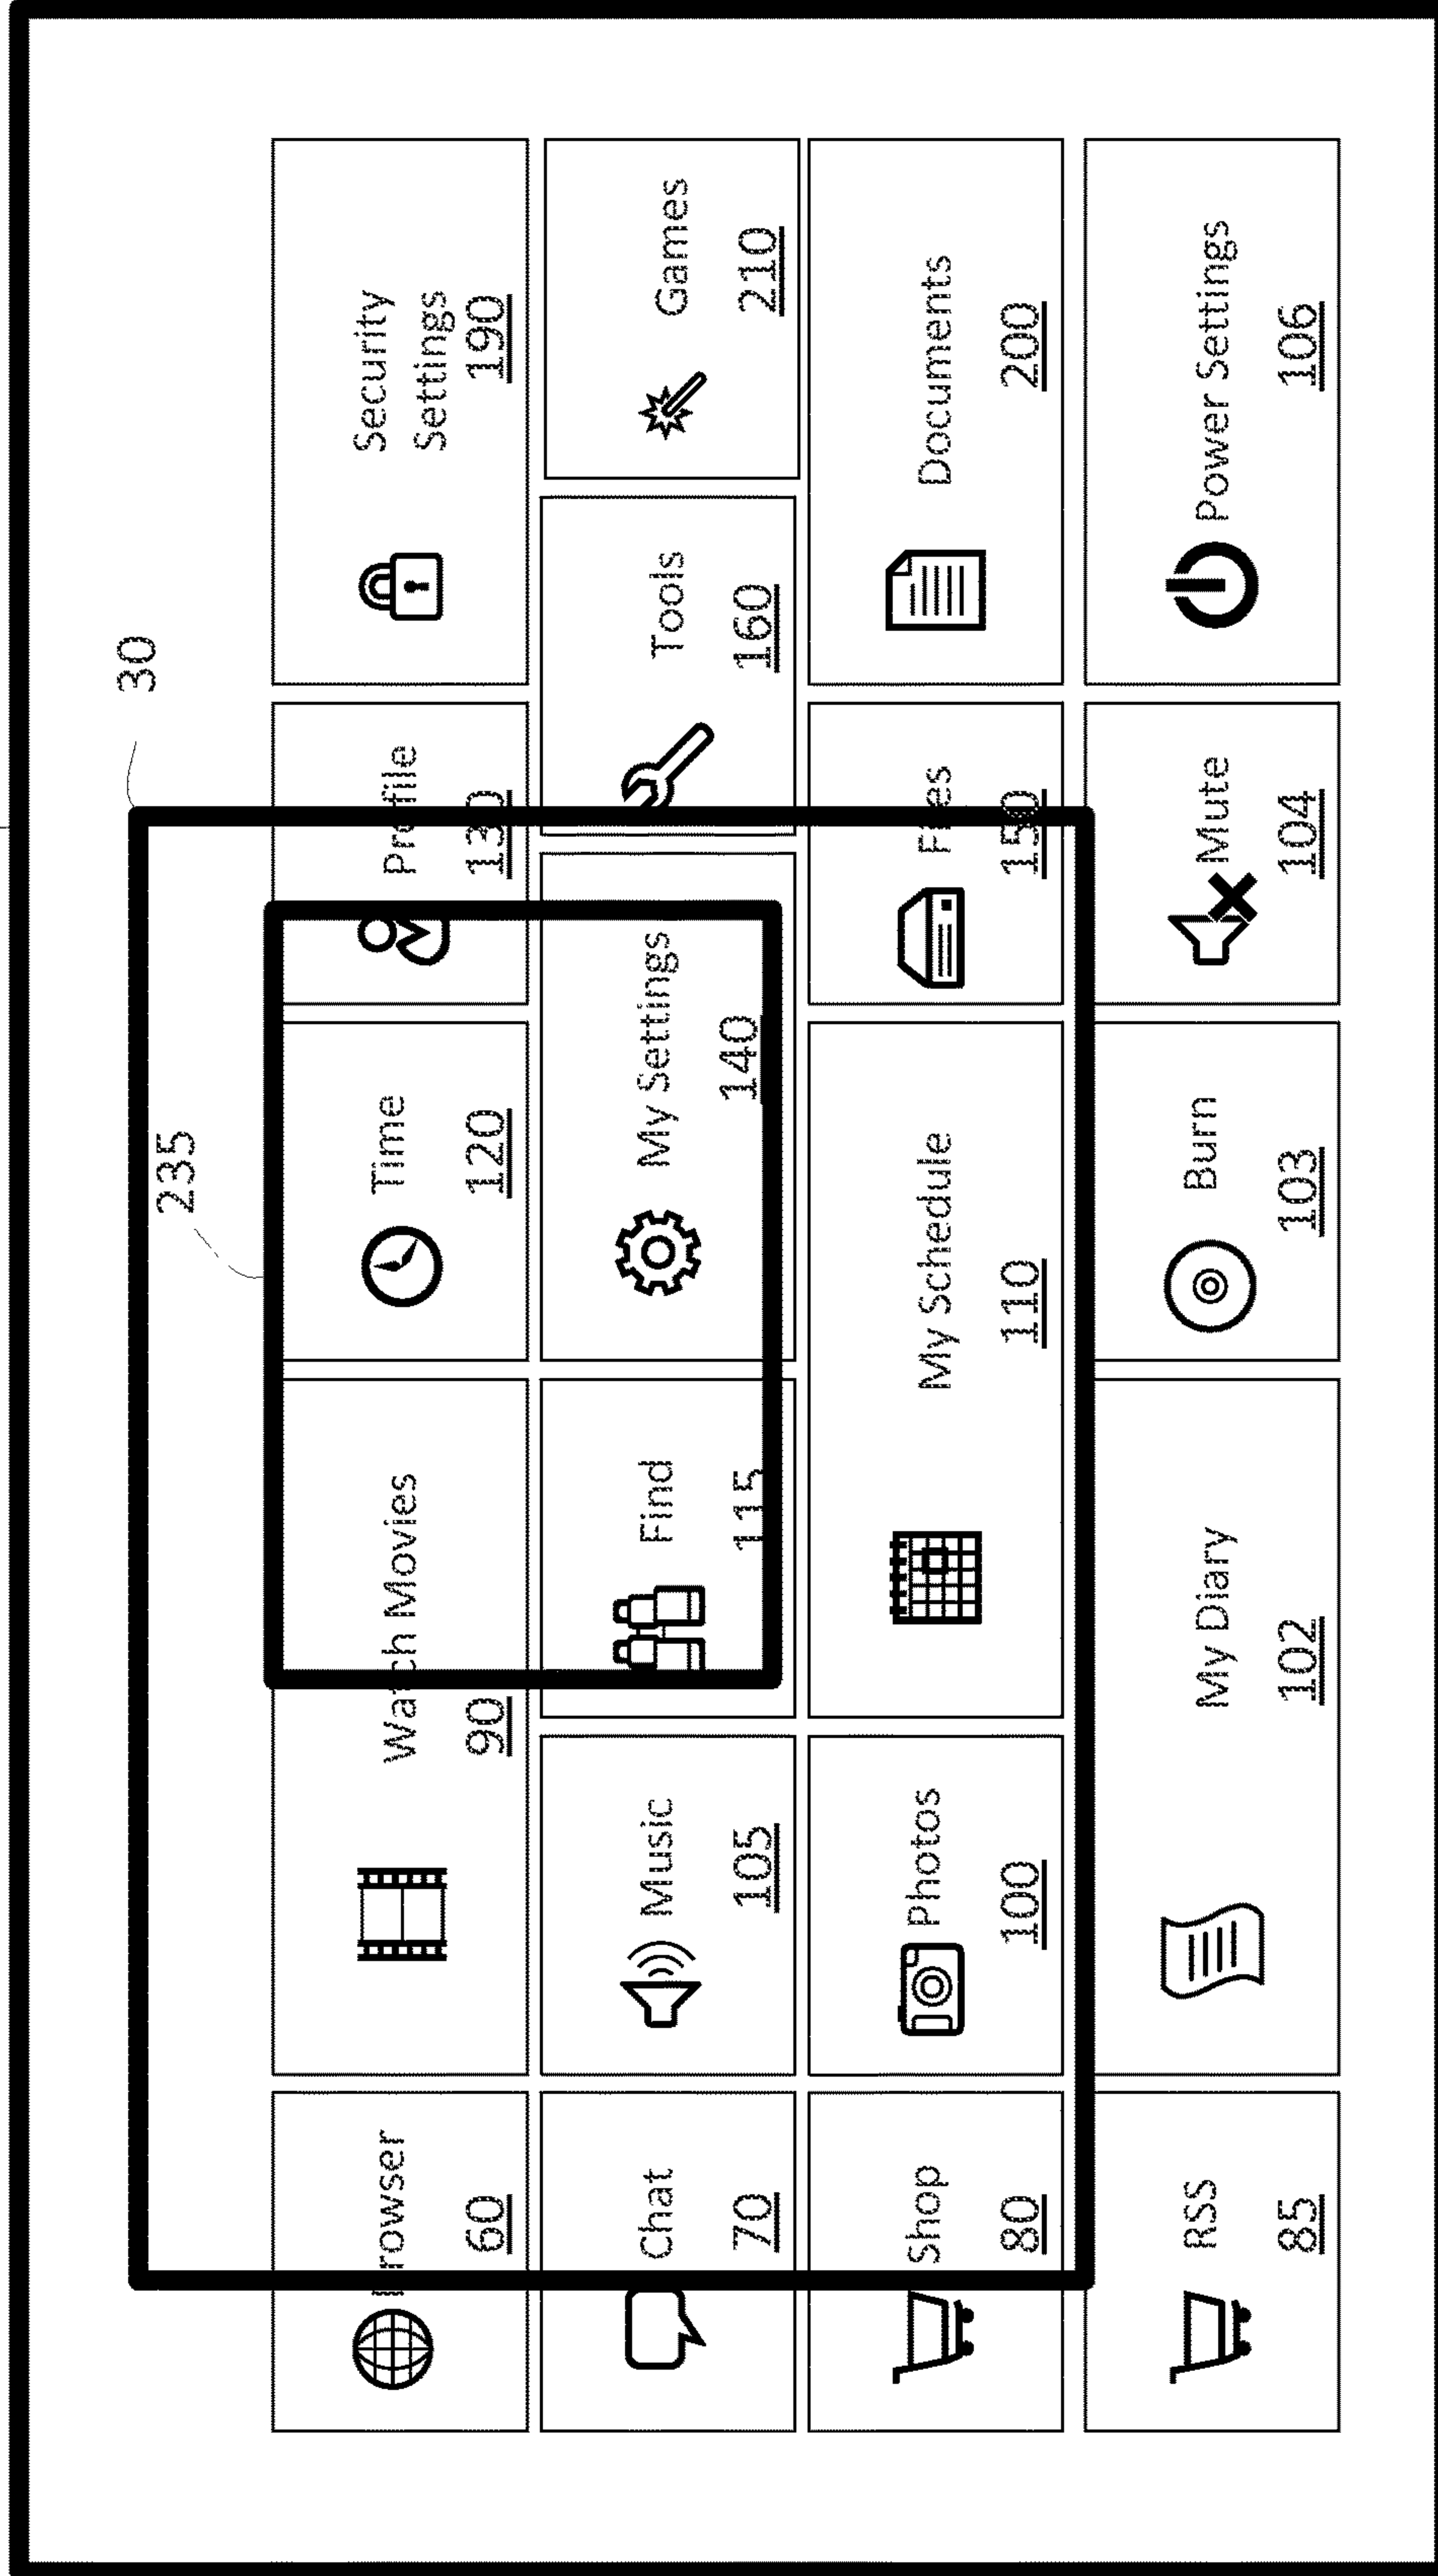 30
235
Browser
60
Watch Movies
90
Time
120
Profile
130
Security
Settings
190
Chat
70
Music
105
Find
115
My Settings
140
Tools
160
Games
210
Shop
80
Photos
100
My Schedule
110
Files
150
Documents
200
RSS
85
My Diary
102
Burn
103
Mute
104
Power Settings
106